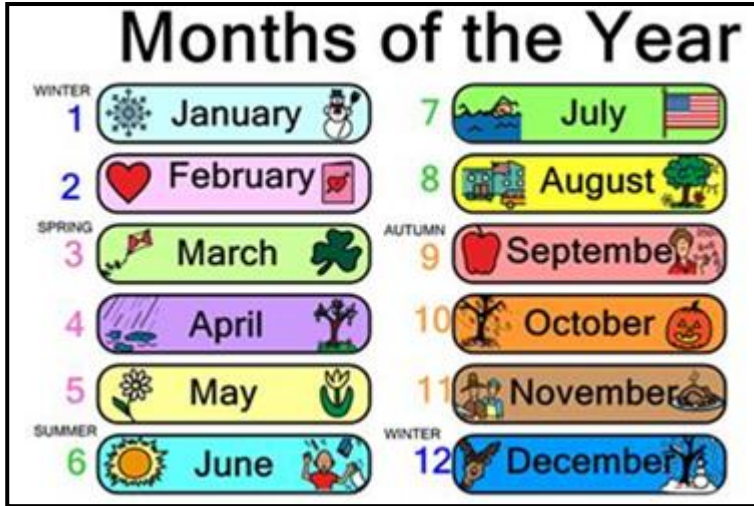 Months of the Year
WINTER
1 January
2 February
SPRING
3 March
4 April
5 May
SUMMER
6 June
7 July
8 August
AUTUMN
9 Septembe
10 October
11 November
WINTER
12 December